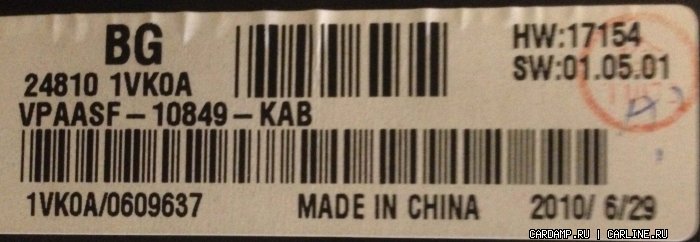 BG
HW:17154
SW:01.05.01
24810 1VK0A
VPAASF-10849-KAB
1VK0A/0609637 MADE IN CHINA 2010/ 6/29
CARDAMP.RU | CARLINE.RU